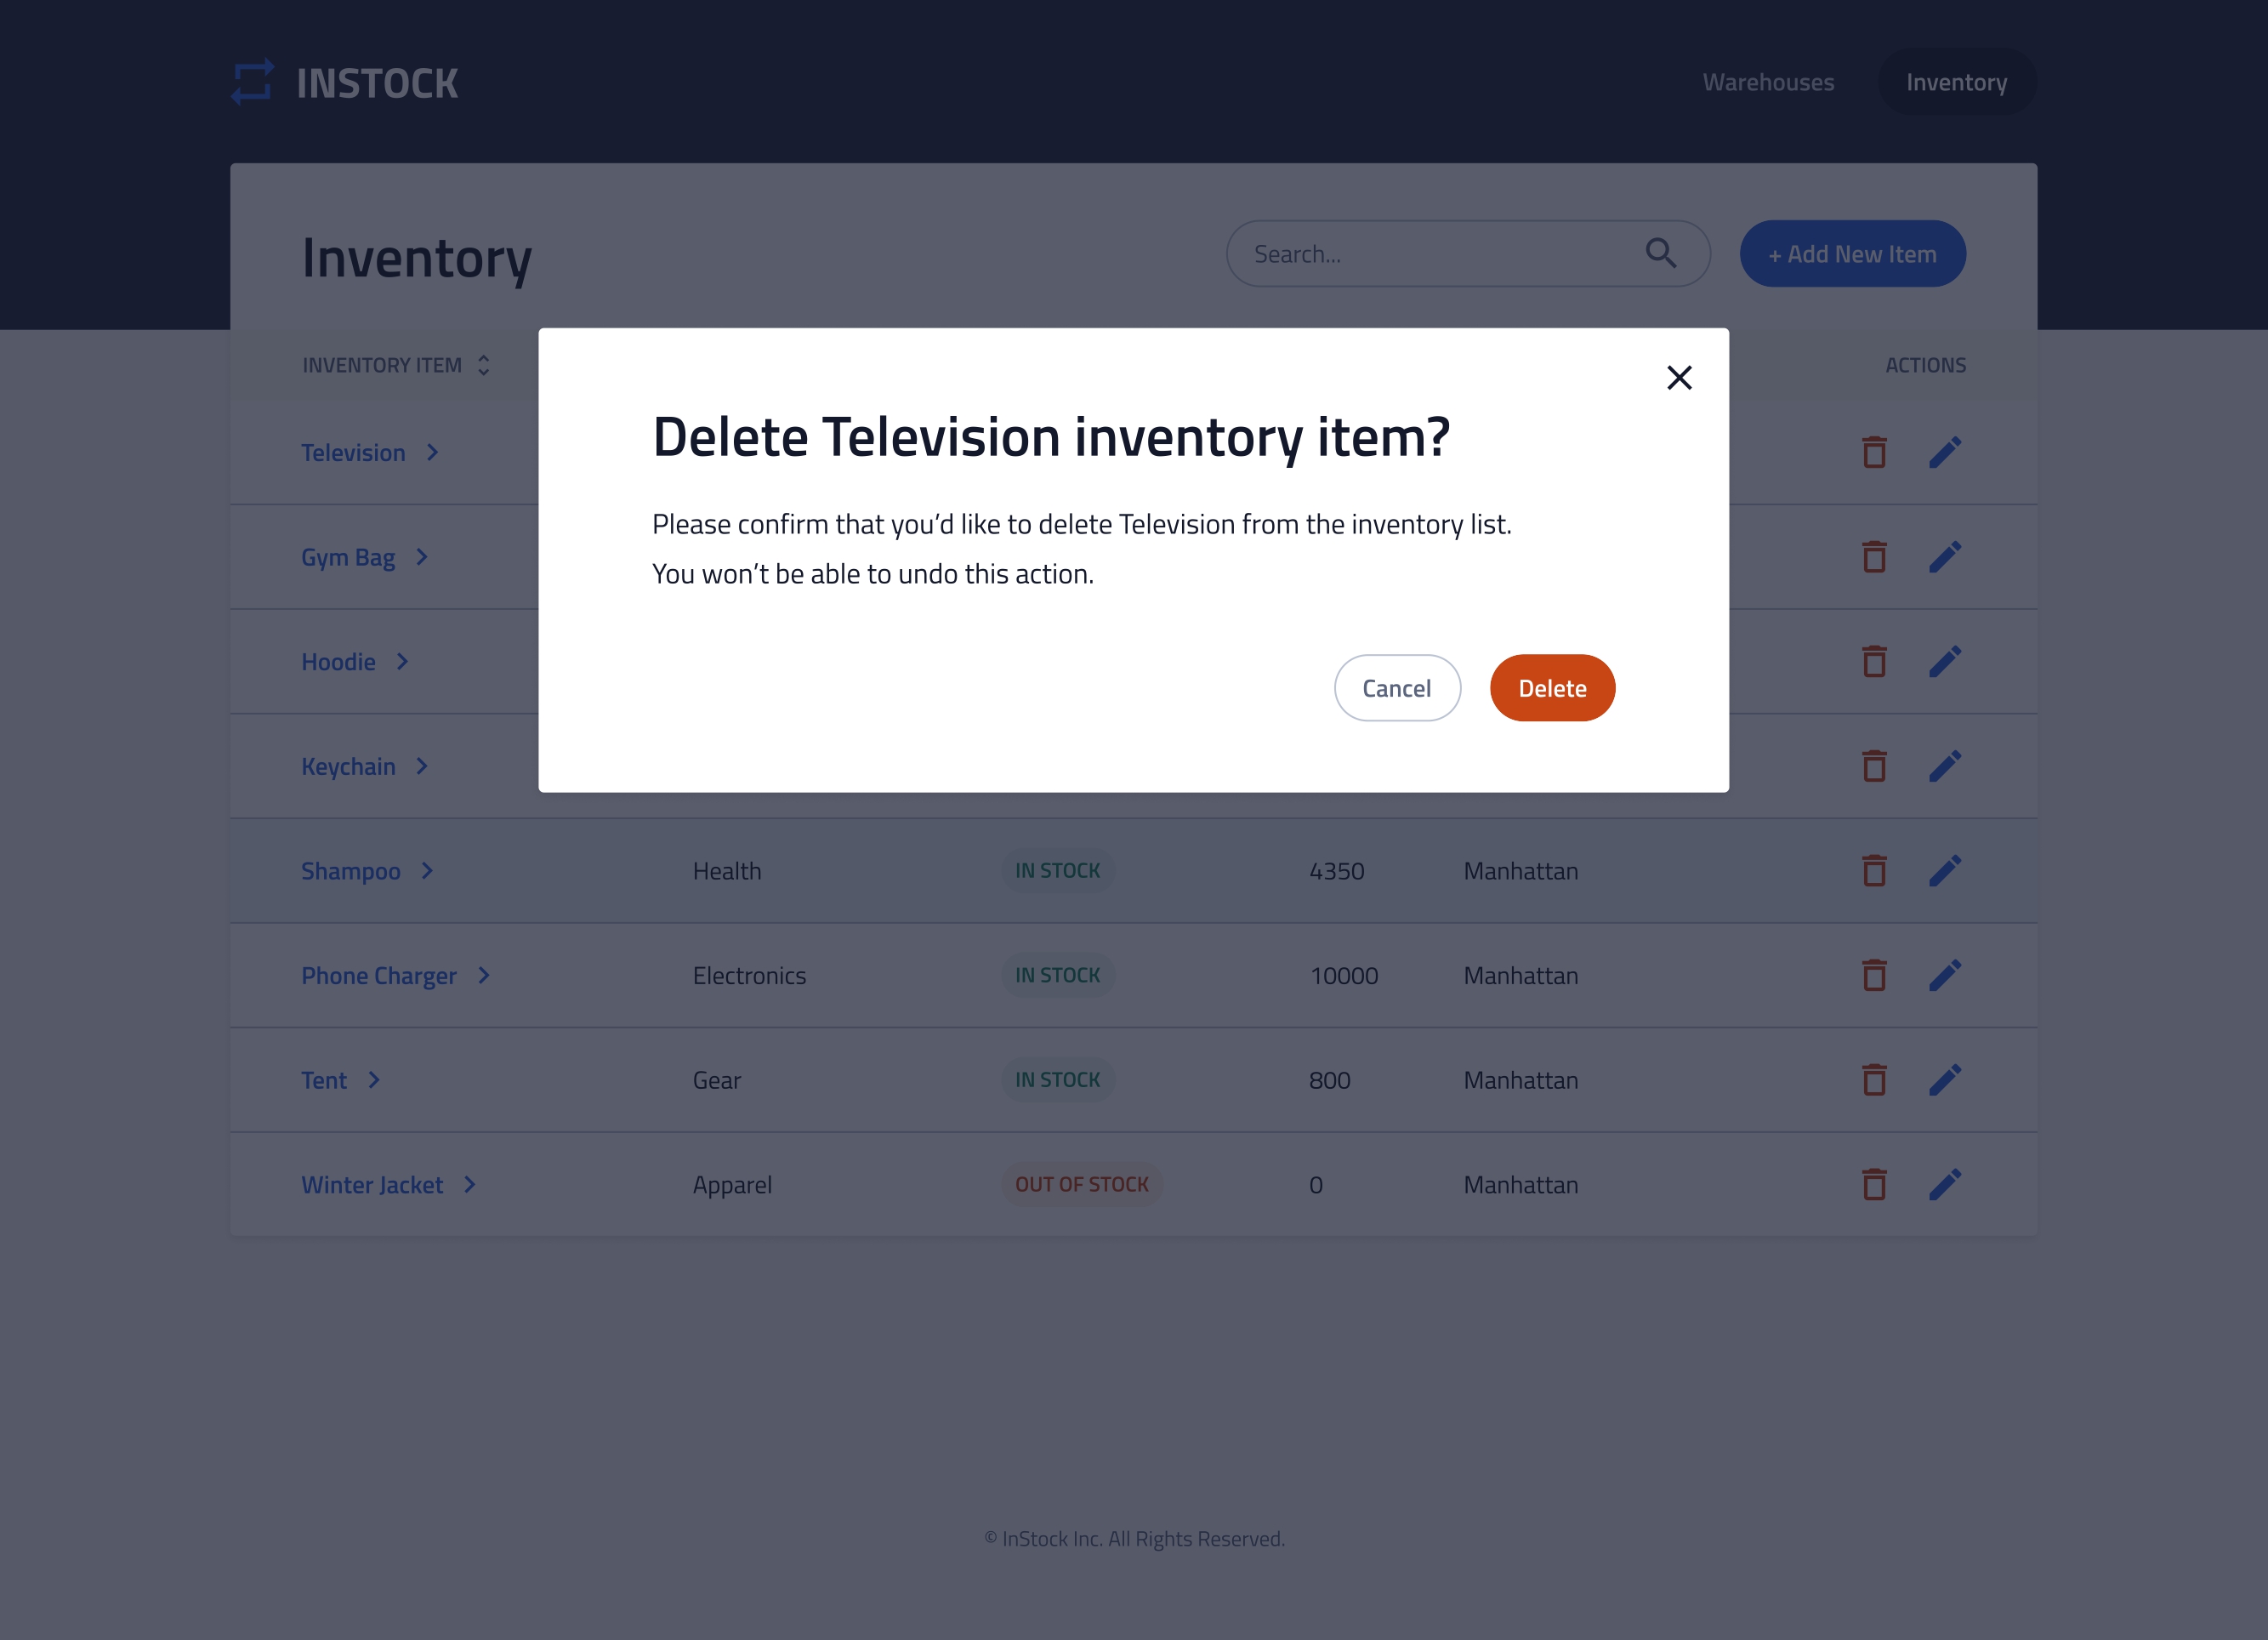 INSTOCK
Warehouses
Inventory
Inventory
Search...
+ Add New Item
INVENTORY ITEM
ACTIONS
Delete Television inventory item?
Please confirm that you’d like to delete Television from the inventory list.
You won’t be able to undo this action.
Cancel
Delete
Television
Gym Bag
Hoodie
Keychain
Shampoo Health IN STOCK 4350 Manhattan
Phone Charger Electronics IN STOCK 10000 Manhattan
Tent Gear IN STOCK 800 Manhattan
Winter Jacket Apparel OUT OF STOCK 0 Manhattan
© InStock Inc. All Rights Reserved.